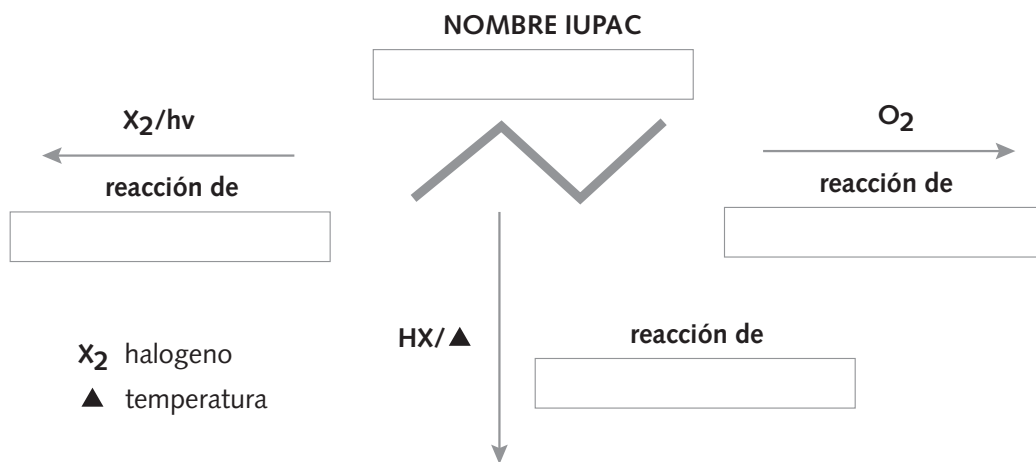 NOMBRE IUPAC
X2/hv
O2
reacción de
reacción de
HX/▲
reacción de
X2 halogeno
▲ temperatura